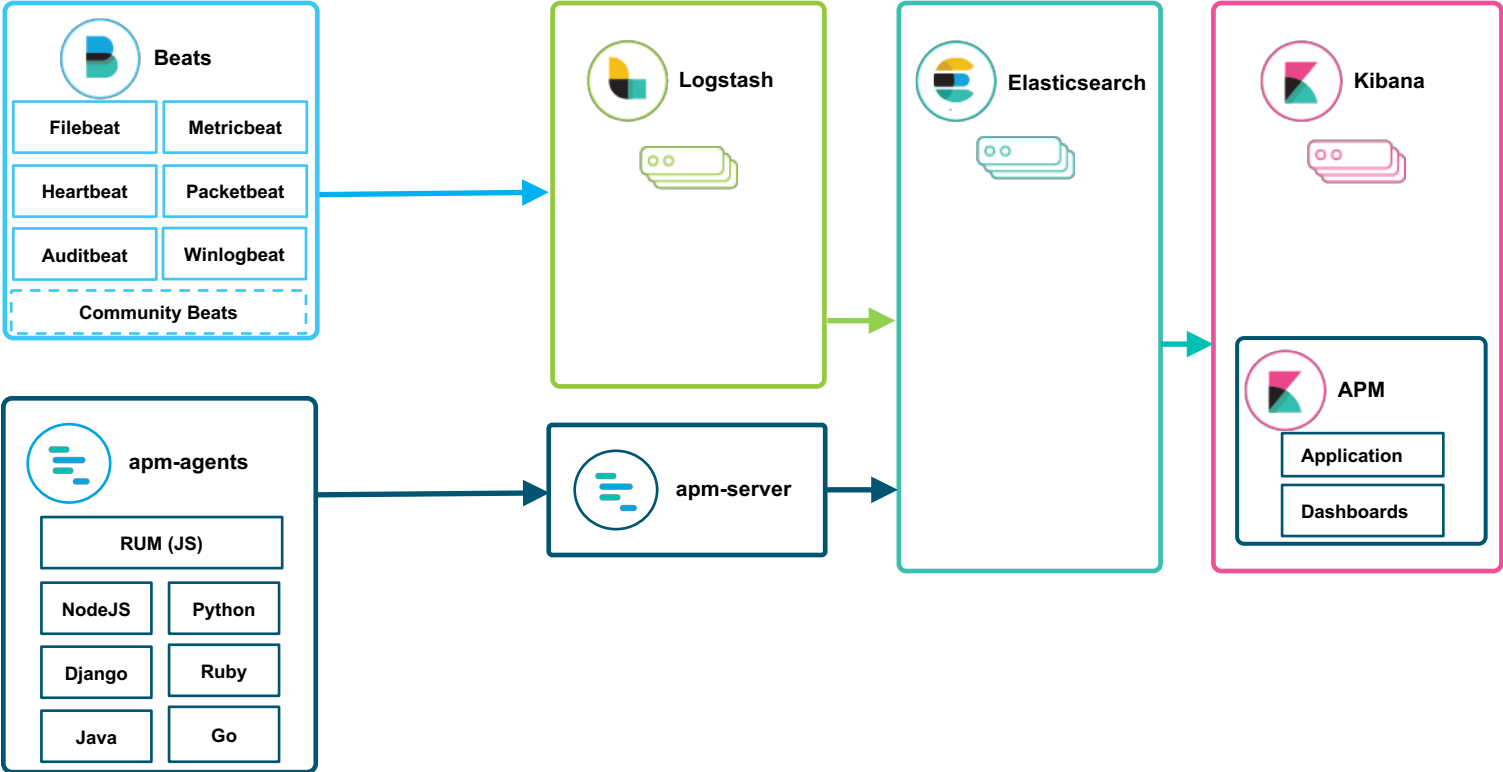 Beats
Filebeat
Metricbeat
Heartbeat
Packetbeat
Auditbeat
Winlogbeat
Community Beats
Logstash
Elasticsearch
Kibana
apm-agents
RUM (JS)
NodeJS
Python
Django
Ruby
Java
Go
apm-server
APM
Application
Dashboards